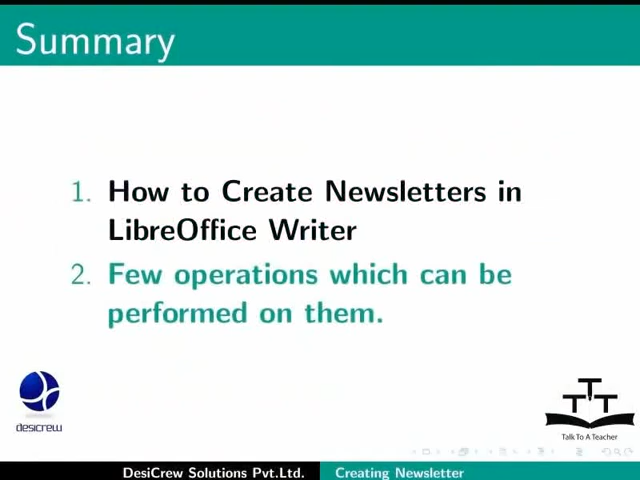 Summary
1. How to Create Newsletters in
LibreOffice Writer
2. Few operations which can be
performed on them.
desicrew
TTT
Talk To A Teacher
DesiCrew Solutions Pvt.Ltd. Creating Newsletter